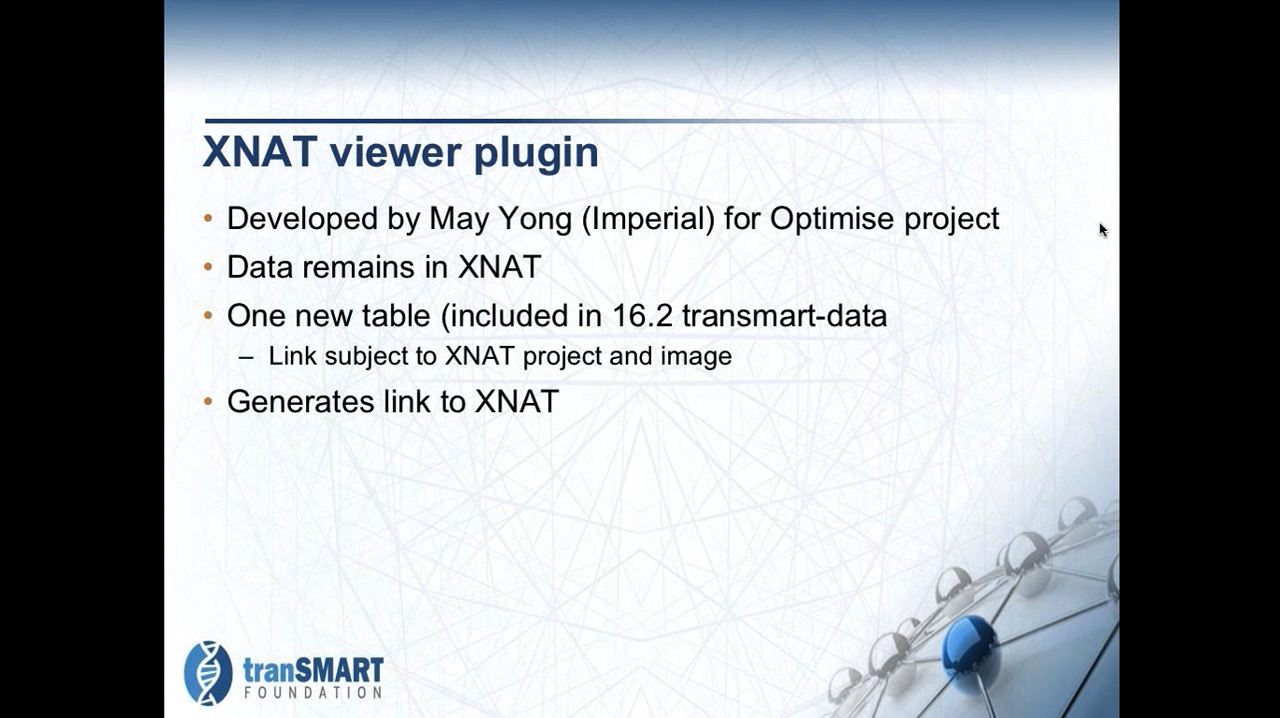 XNAT viewer plugin
• Developed by May Yong (Imperial) for Optimise project
• Data remains in XNAT
• One new table (included in 16.2 transmart-data
– Link subject to XNAT project and image
• Generates link to XNAT
tranSMART
FOUNDATION